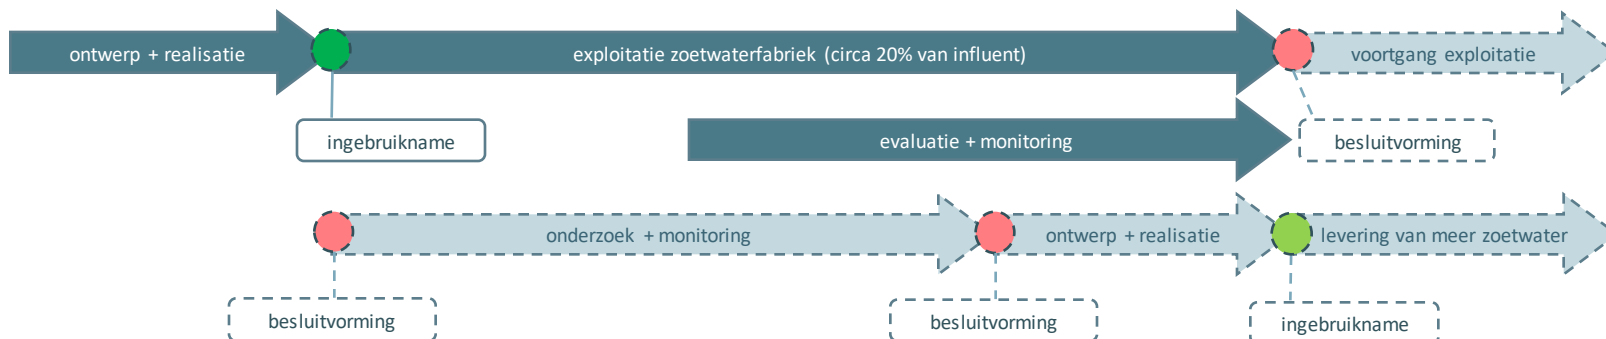 ontwerp + realisatie
exploitatie zoetwaterfabriek (circa 20% van influent)
voortgang exploitatie
ingebruikname
evaluatie + monitoring
besluitvorming
onderzoek + monitoring
ontwerp + realisatie
levering van meer zoetwater
besluitvorming
besluitvorming
ingebruikname